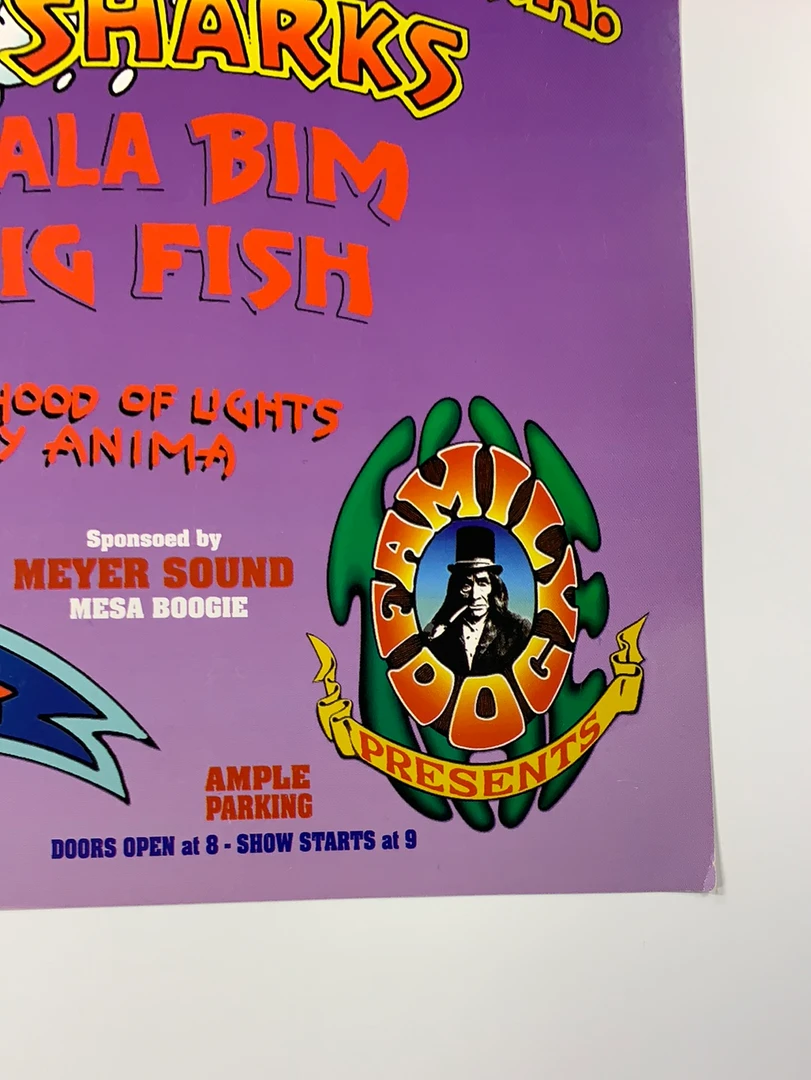 A.
SHARKS
ALA BIM
IG FISH
HOOD OF LIGHTS
Y ANIMA
Sponsoed by
MEYER SOUND
MESA BOOGIE
FAMILY
DOG
PRESENTS
AMPLE
PARKING
DOORS OPEN at 8 - SHOW STARTS at 9